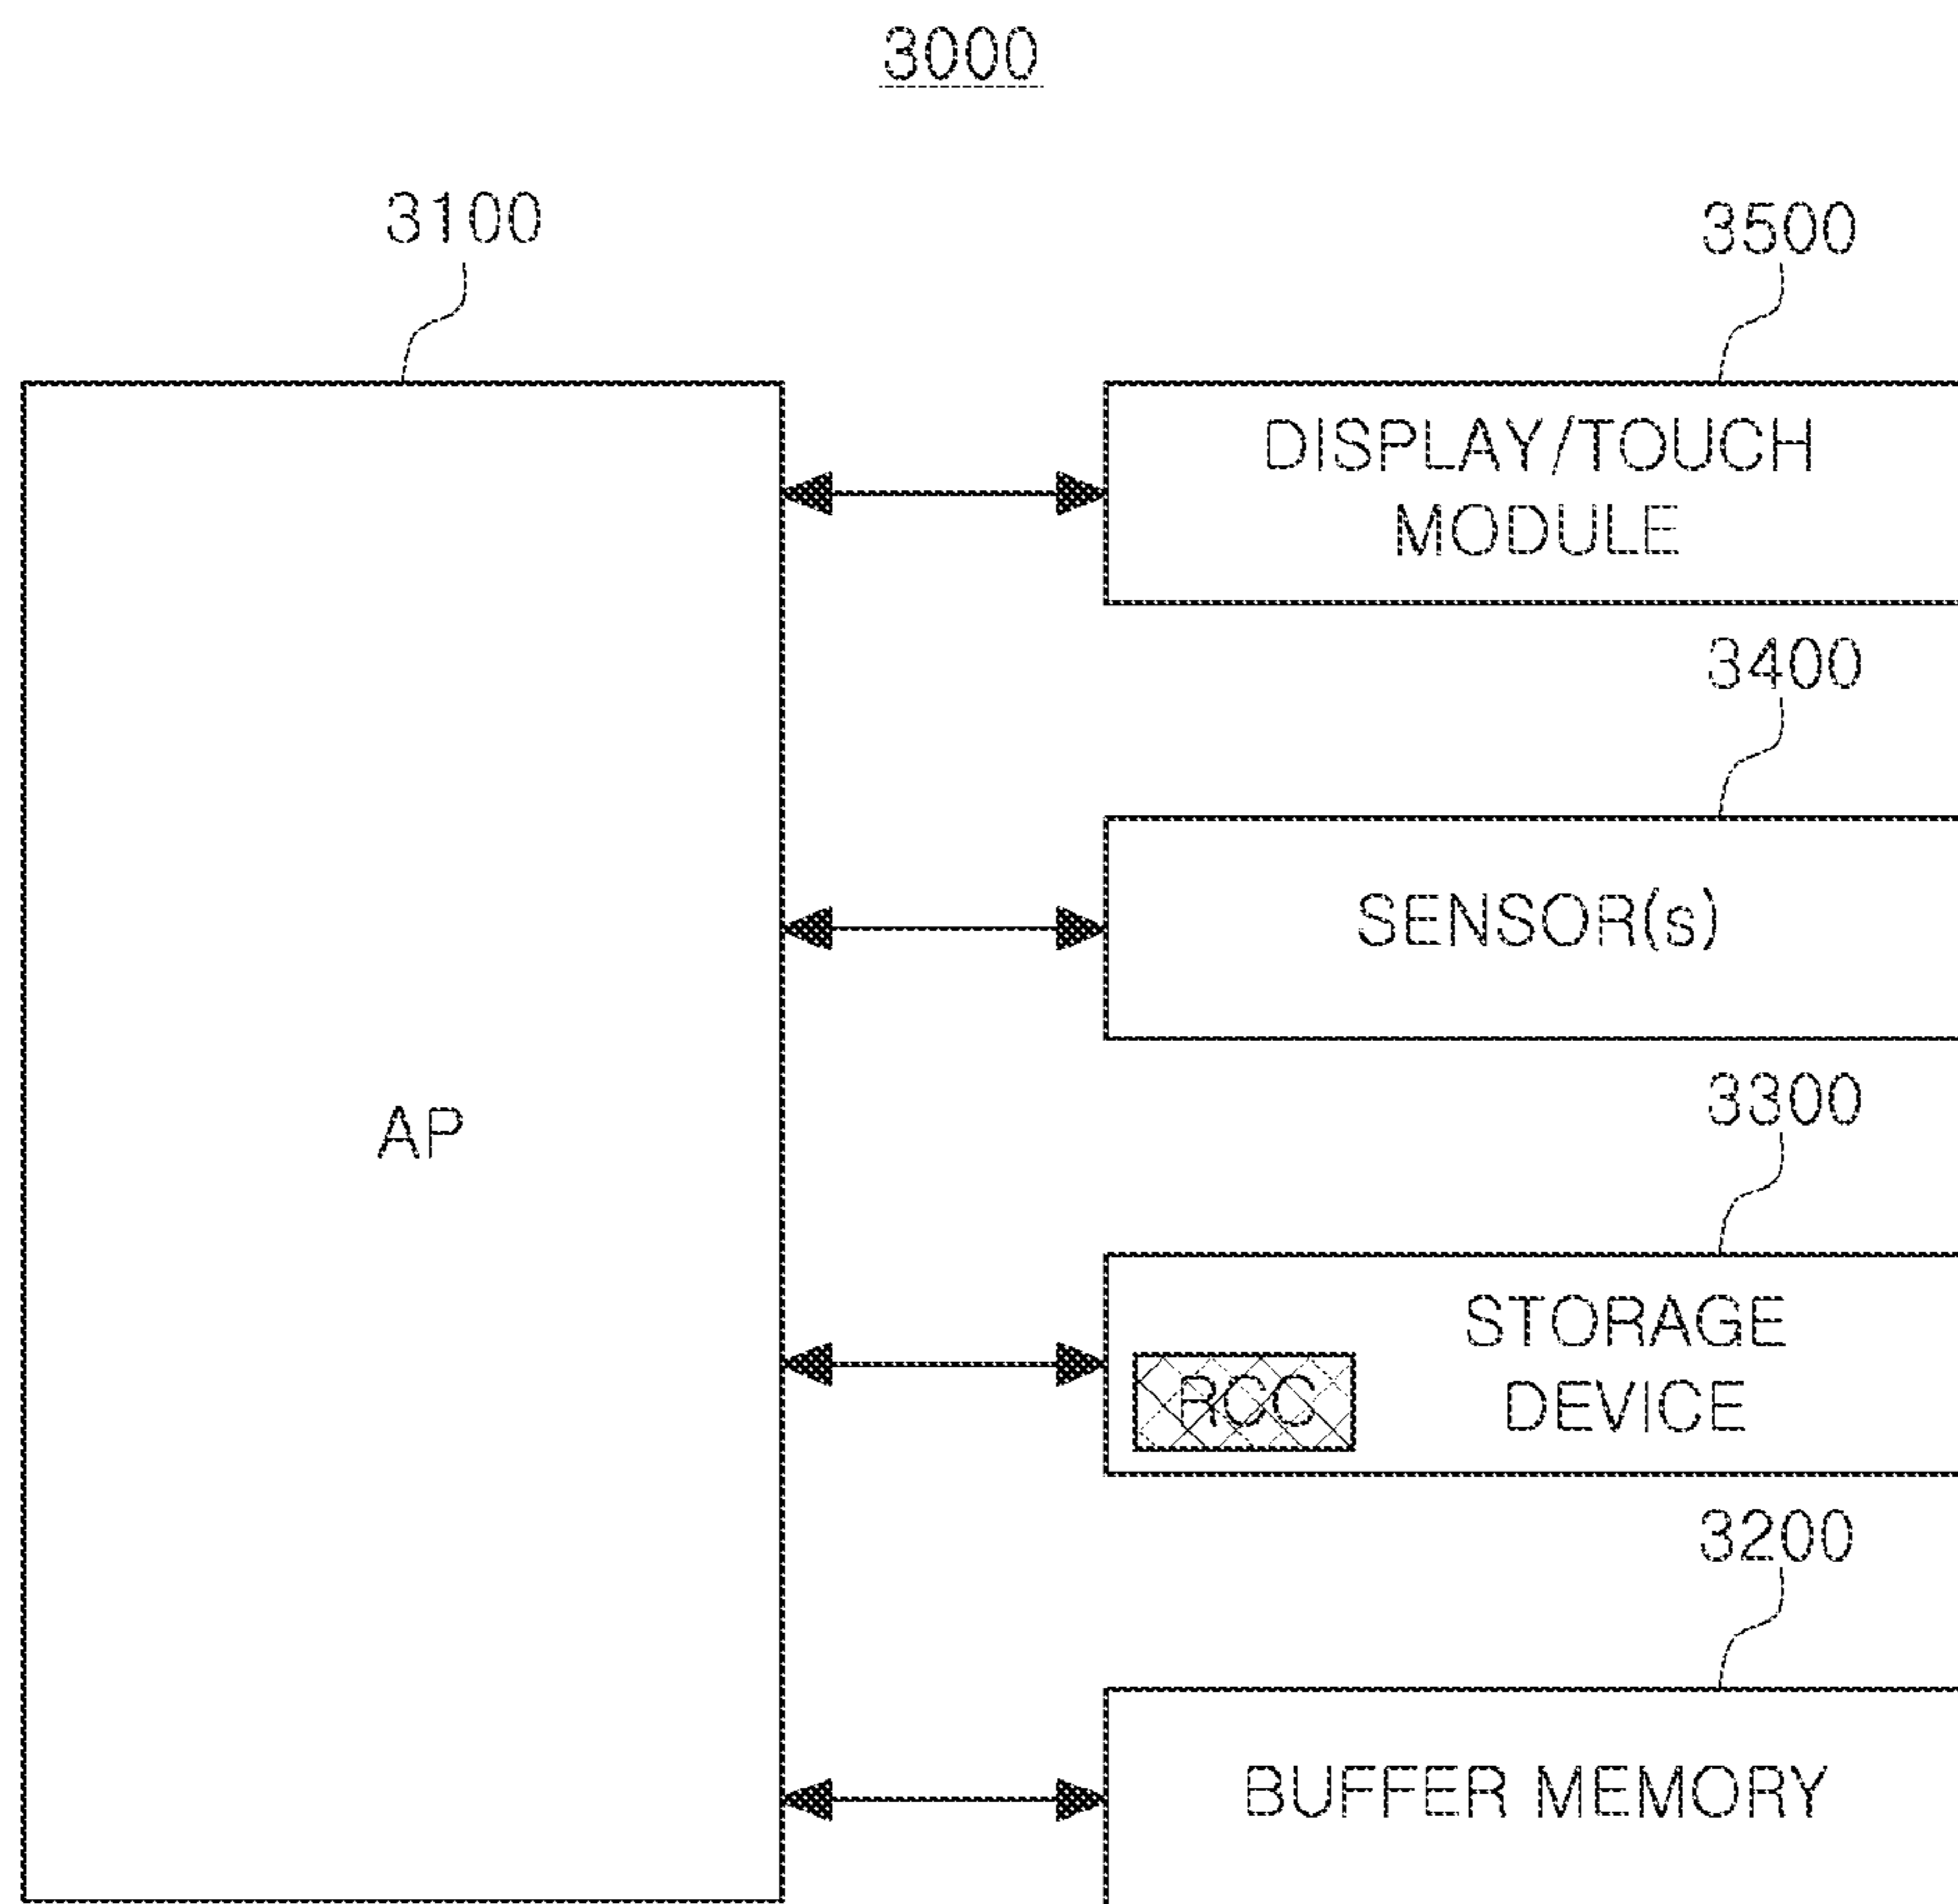 3000
3100
3500
DISPLAY/TOUCH
MODULE
3400
SENSOR(s)
AP
3300
STORAGE
DEVICE
RCC
3200
BUFFER MEMORY